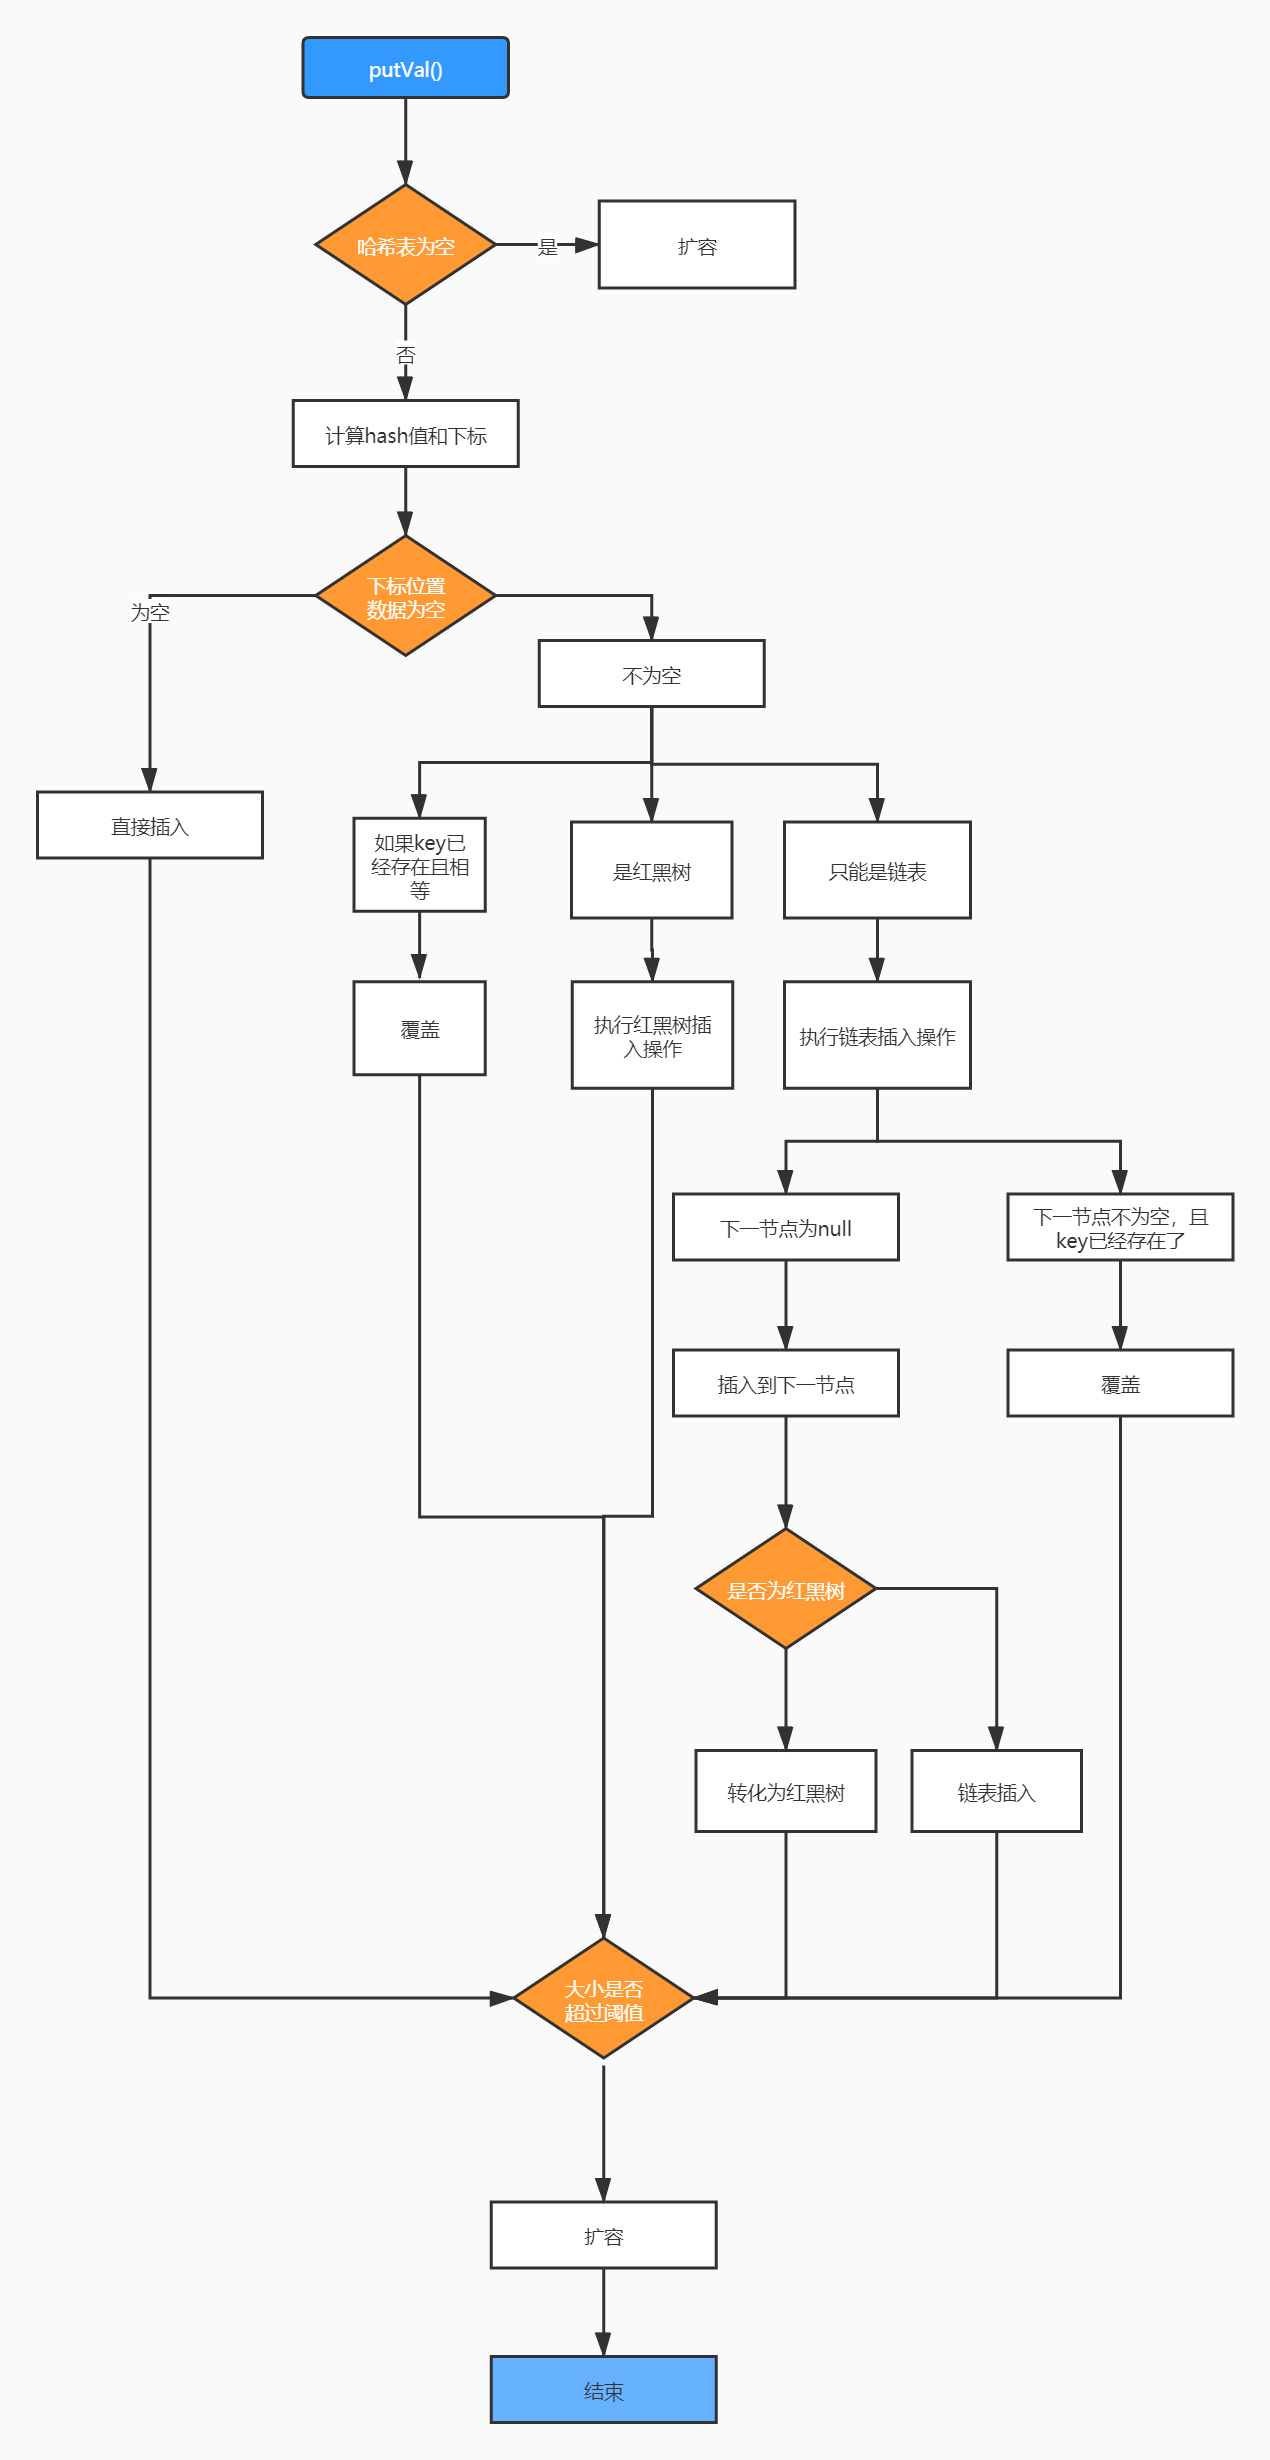 putVal()
哈希表为空
是
扩容
否
计算hash值和下标
下标位置
数据为空
为空
不为空
直接插入
如果key已
经存在且相
等
是红黑树
只能是链表
覆盖
执行红黑树插
入操作
执行链表插入操作
下一节点为null
下一节点不为空，且
key已经存在了
插入到下一节点
覆盖
是否为红黑树
转化为红黑树
链表插入
大小是否
超过阈值
扩容
结束